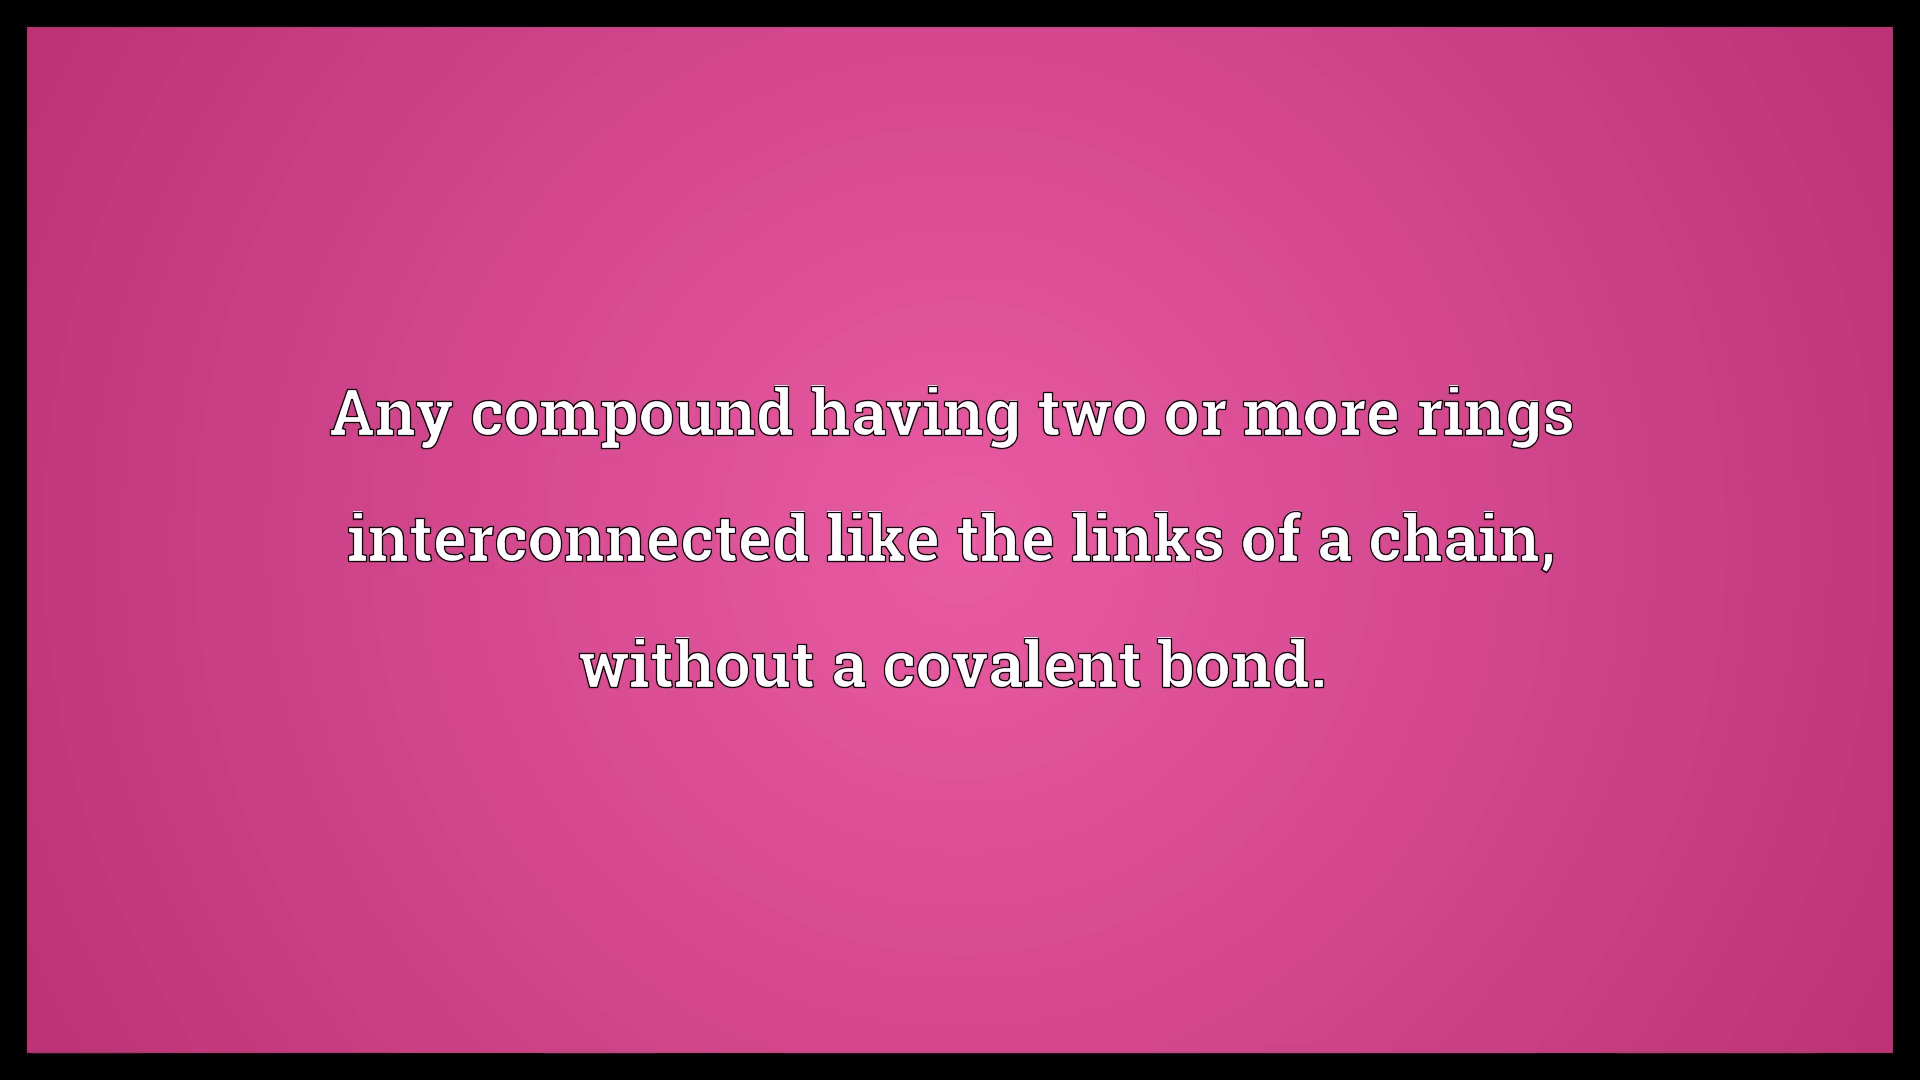 Any compound having two or more rings
interconnected like the links of a chain,
without a covalent bond.